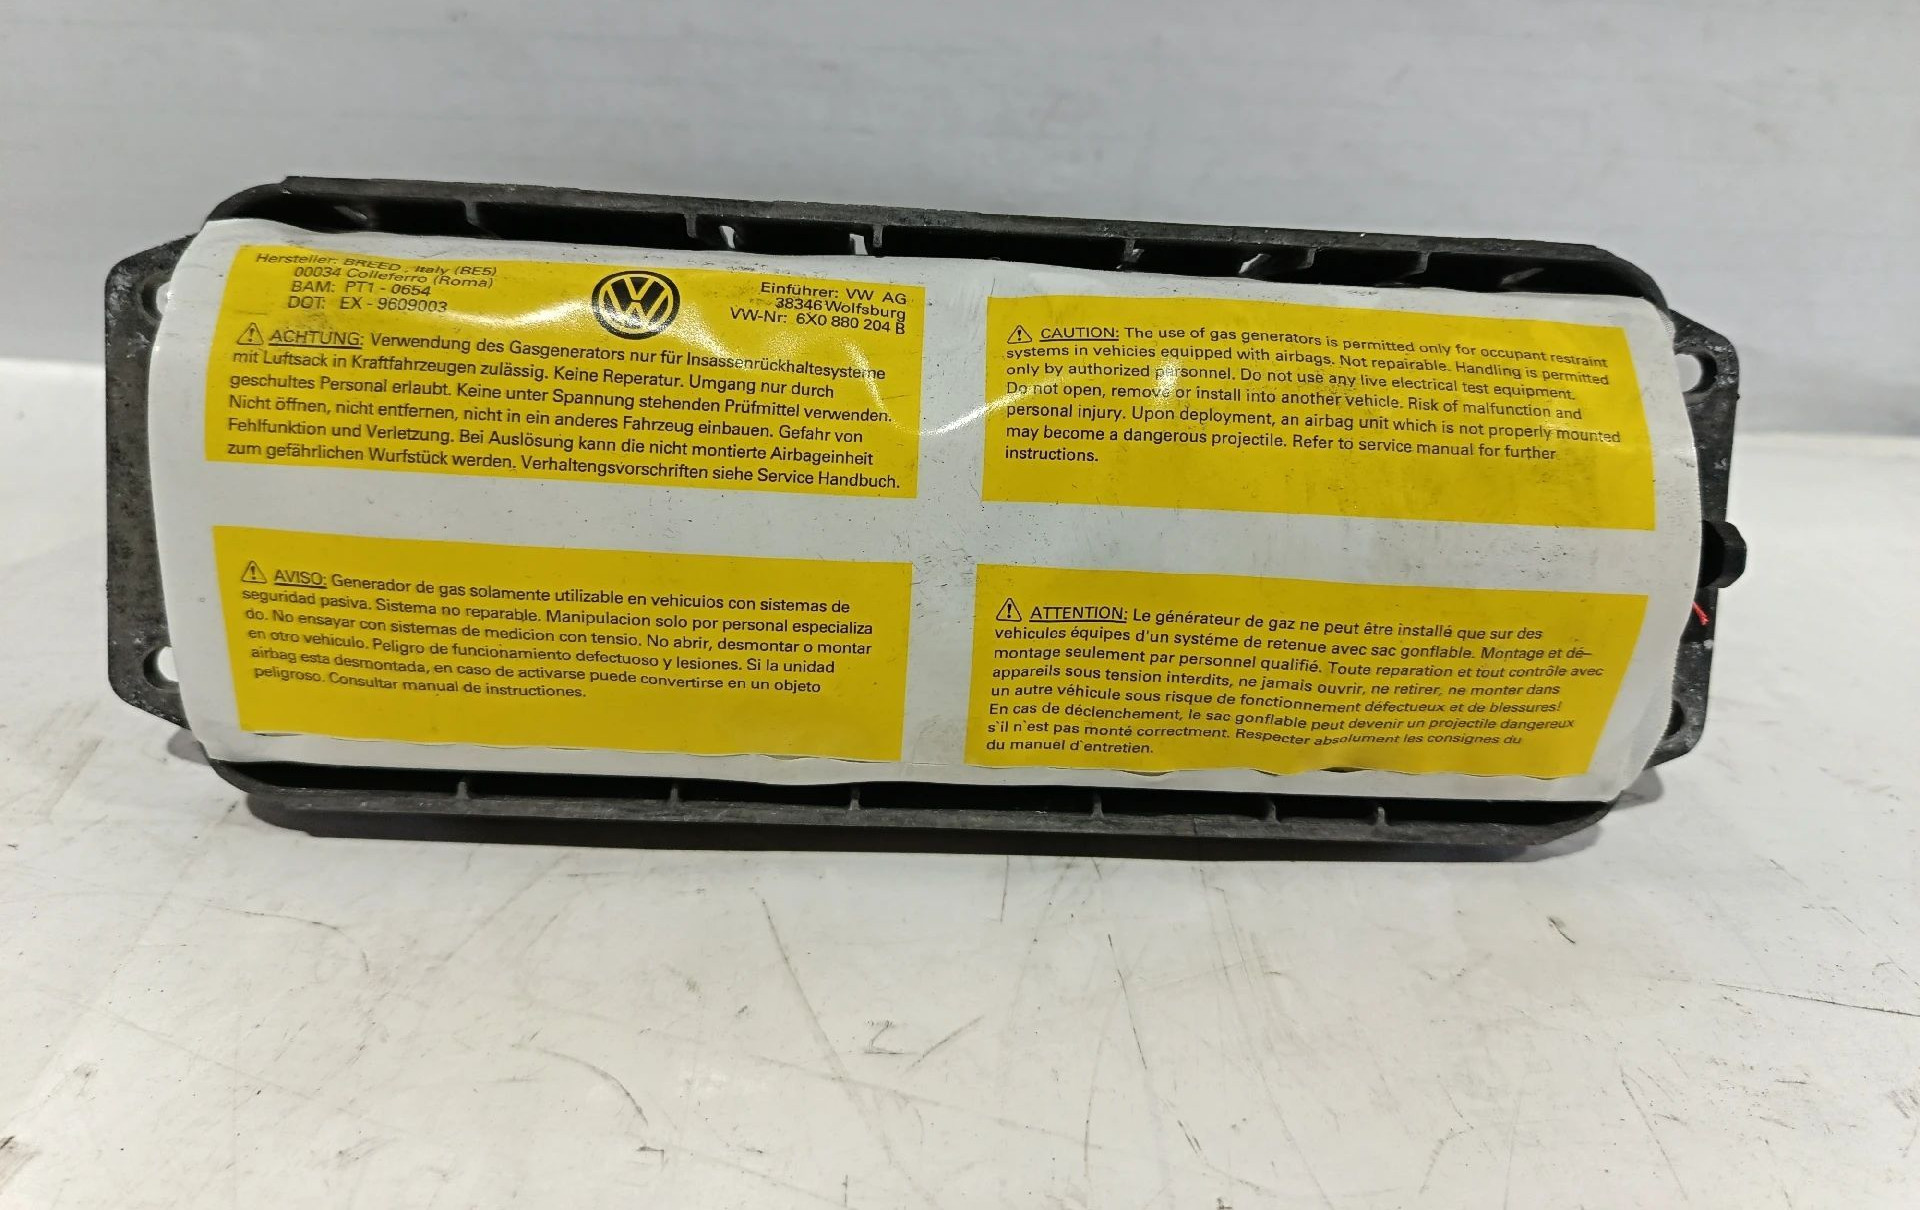 Hersteller: BREED, Italy (BE5)
00034 Colleferro (Roma)
BAM: PT1 - 0654
DOT: EX - 9609003
Einführer: VW AG
38346 Wolfsburg
VW-Nr: 6X0 880 204 B
ACHTUNG: Verwendung des Gasgenerators nur für Insassenrückhaltesysteme
mit Luftsack in Kraftfahrzeugen zulässig. Keine Reperatur. Umgang nur durch
geschultes Personal erlaubt. Keine unter Spannung stehenden Prüfmittel verwenden.
Nicht öffnen, nicht entfernen, nicht in ein anderes Fahrzeug einbauen. Gefahr von
Fehlfunktion und Verletzung. Bei Auslösung kann die nicht montierte Airbageinheit
zum gefährlichen Wurfstück werden. Verhaltengsvorschriften siehe Service Handbuch.
CAUTION: The use of gas generators is permitted only for occupant restraint
systems in vehicies equipped with airbags. Not repairable. Handling is permitted
only by authorized personnel. Do not use any live electrical test equipment.
Do not open, remove or install into another vehicle. Risk of malfunction and
personal injury. Upon deployment, an airbag unit which is not properly mounted
may become a dangerous projectile. Refer to service manual for further
instructions.
AVISO: Generador de gas solamente utilizable en vehiculos con sistemas de
seguridad pasiva. Sistema no reparable. Manipulacion solo por personal especializa
do. No ensayar con sistemas de medicion con tensio. No abrir, desmontar o montar
en otro vehiculo. Peligro de funcionamiento defectuoso y lesiones. Si la unidad
airbag esta desmontada, en caso de activarse puede convertirse en un objeto
peligroso. Consultar manual de instructiones.
ATTENTION: Le générateur de gaz ne peut être installé que sur des
vehicules équipes d'un systéme de retenue avec sac gonflable. Montage et dé-
montage seulement par personnel qualifié. Toute reparation et tout contrôle avec
appareils sous tension interdits, ne jamais ouvrir, ne retirer, ne monter dans
un autre véhicule sous risque de fonctionnement défectueux et de blessures!
En cas de déclenchement, le sac gonflable peut devenir un projectile dangereux
s'il n'est pas monté correctment. Respecter absolument les consignes du
du manuel d'entretien.